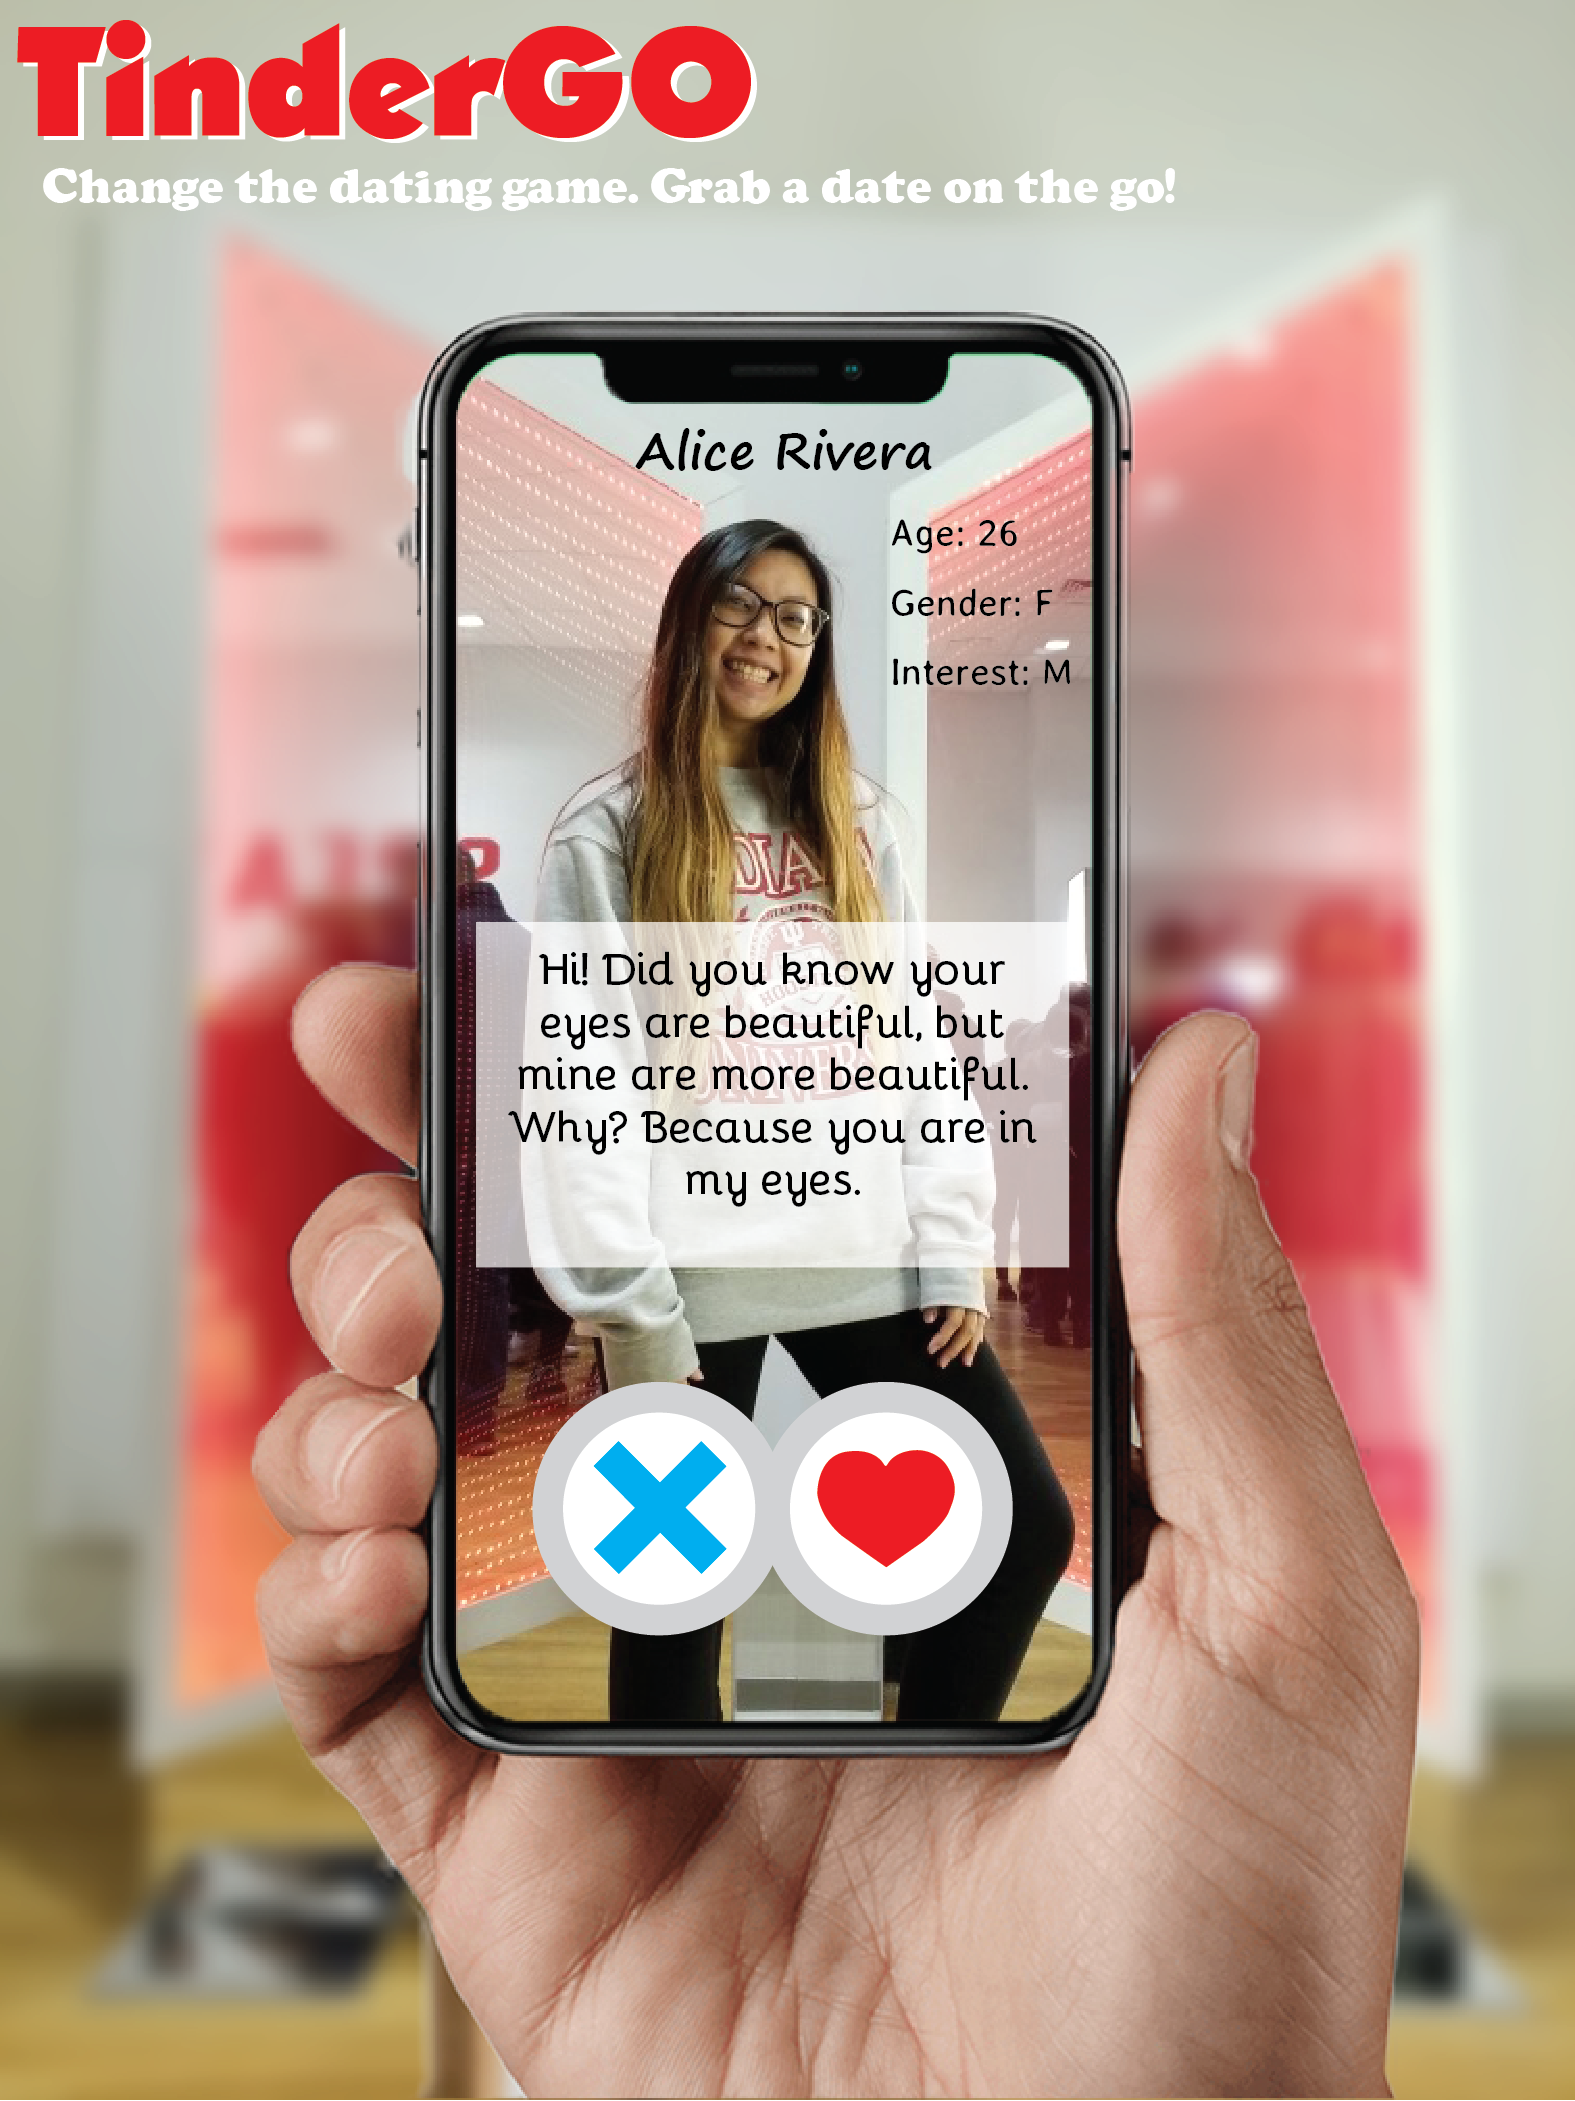 TinderGO
Change the dating game. Grab a date on the go!
Alice Rivera
Age: 26
Gender: F
Interest: M
Hi! Did you know your
eyes are beautiful, but
mine are more beautiful.
Why? Because you are in
my eyes.